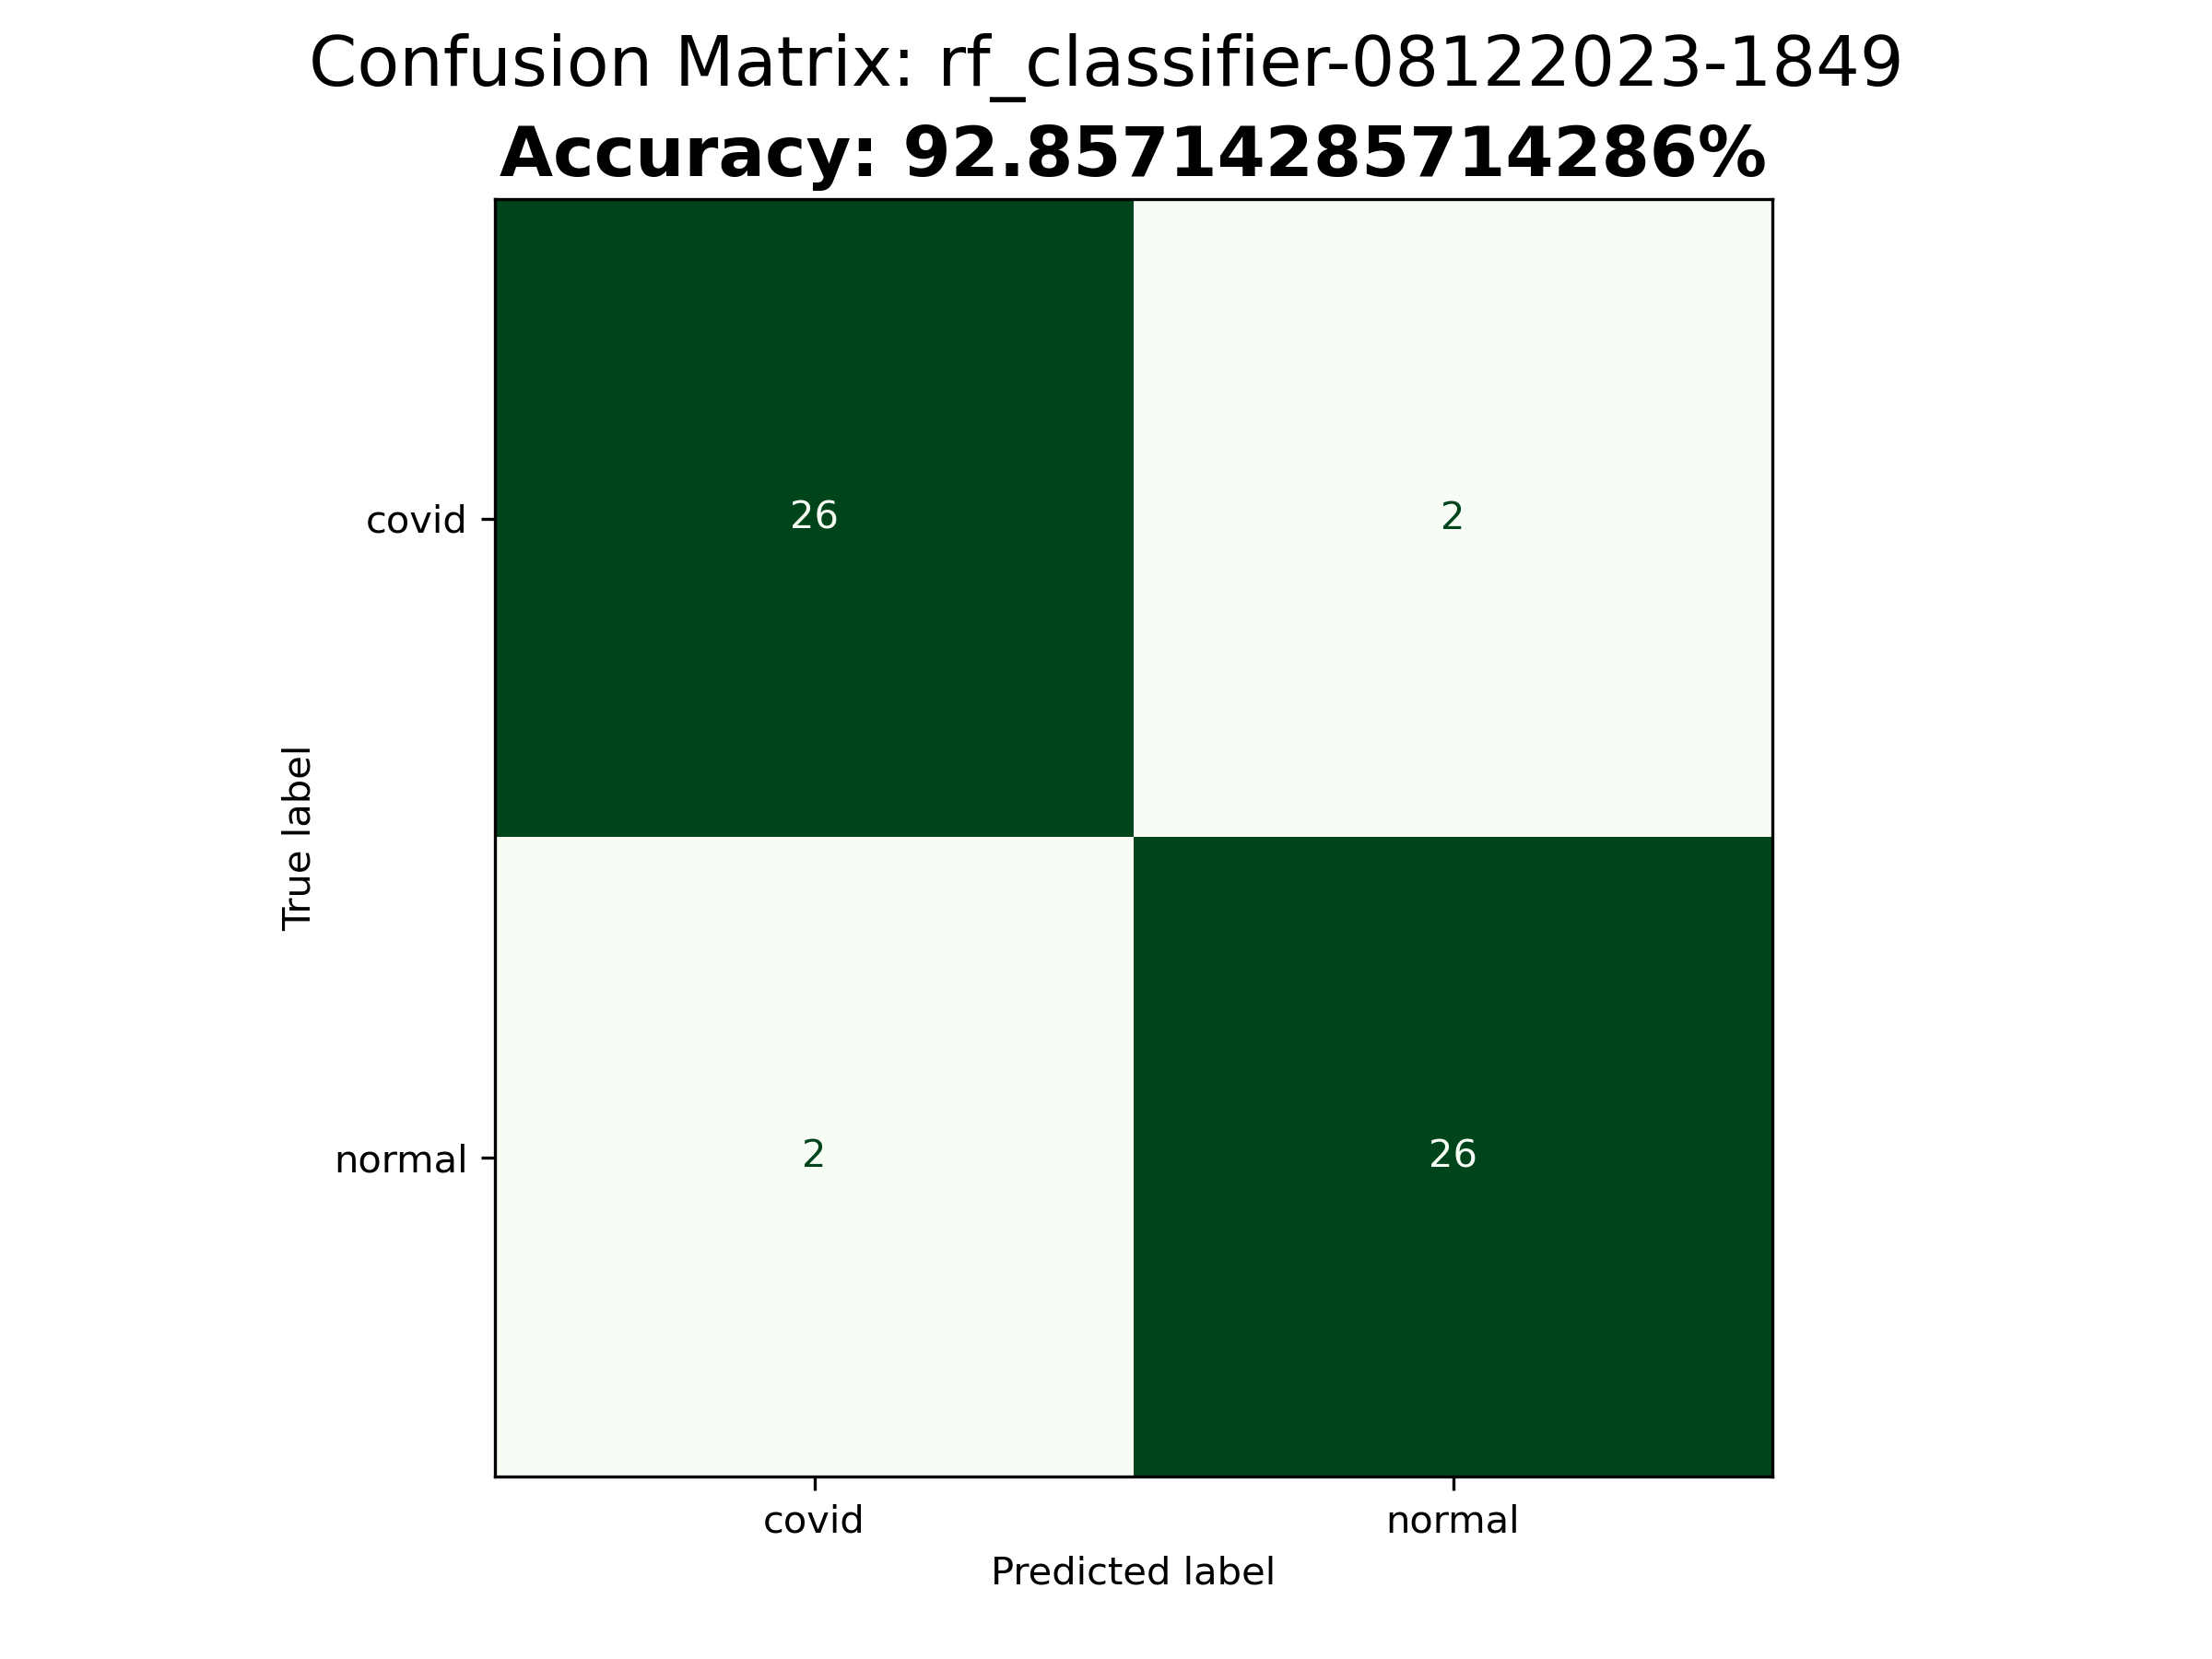 Confusion Matrix: rf_classifier-08122023-1849
Accuracy: 92.85714285714286%
covid
26
2
True label
normal
2
26
covid
normal
Predicted label